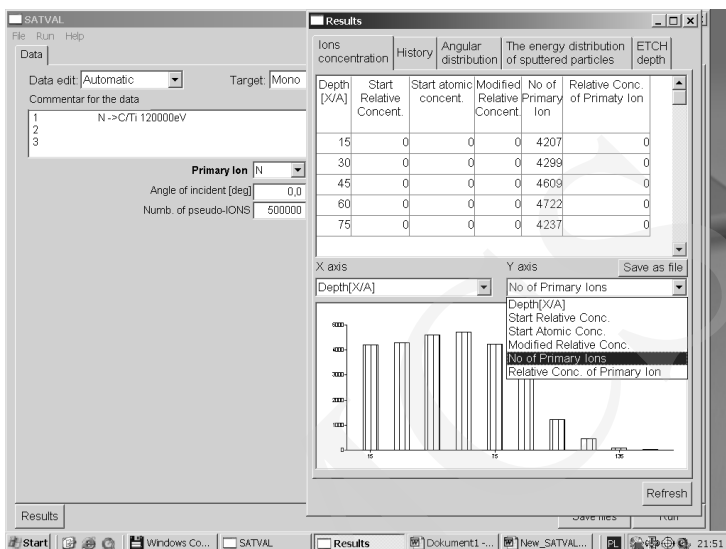 SATVAL
File Run Help
Data
Data edit: Automatic
Target: Mono
Commentar for the data
1 N ->C/Ti 120000eV
2
3
Primary Ion N
Angle of incident [deg] 0,0
Numb. of pseudo-IONS 500000
Results
Save files
Run
Results
Ions concentration
History
Angular distribution
The energy distribution of sputtered particles
ETCH depth
Depth [X/A] Start Relative Concent. Start atomic concent. Modified Relative Concent. No of Primary Ion Relative Conc. of Primaty Ion
15 0 0 0 4207 0
30 0 0 0 4299 0
45 0 0 0 4609 0
60 0 0 0 4722 0
75 0 0 0 4237 0
X axis
Y axis
Save as file
Depth[X/A]
No of Primary Ions
Depth[X/A]
Start Relative Conc.
Start Atomic Conc.
Modified Relative Conc.
No of Primary Ions
Relative Conc. of Primary Ion
5000
4000
3000
2000
1000
0
15 75 135
Refresh
Start
Windows Co...
SATVAL
Results
Dokument1 -...
New_SATVAL...
PL
21:51